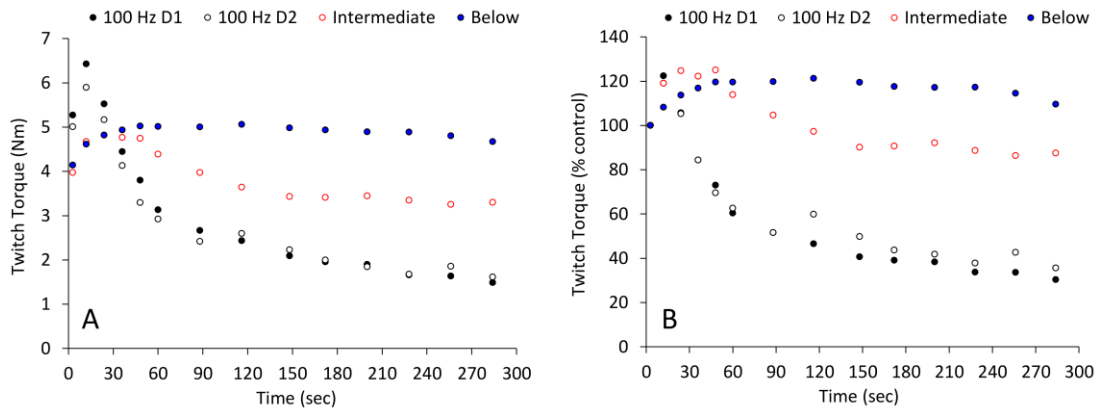 100 Hz D1 100 Hz D2 Intermediate Below
7
6
5
4
3
2
1
0
Twitch Torque (Nm)
A
0 30 60 90 120 150 180 210 240 270 300
Time (sec)
100 Hz D1 100 Hz D2 Intermediate Below
140
120
100
80
60
40
20
0
Twitch Torque (% control)
B
0 30 60 90 120 150 180 210 240 270 300
Time (sec)